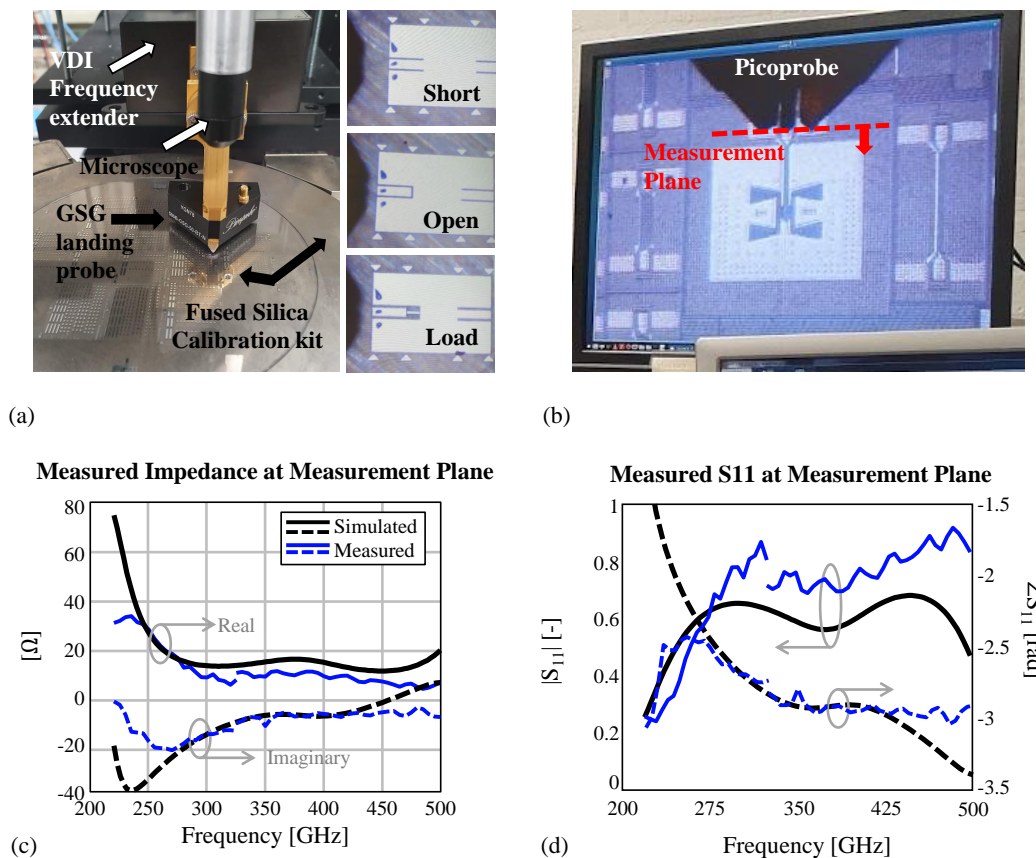 VDI
Frequency
extender
Microscope
GSG
landing
probe
Fused Silica
Calibration kit
Short
Open
Load
Picoprobe
Measurement
Plane
(a)
(b)
Measured Impedance at Measurement Plane
80
60
40
20
0
-20
-40
[Ω]
Simulated
Measured
Real
Imaginary
200 250 300 350 400 450 500
Frequency [GHz]
(c)
Measured S11 at Measurement Plane
1
0.8
0.6
0.4
0.2
0
|S11| [-]
-1.5
-2
-2.5
-3
-3.5
∠S11 [rad]
200 275 350 425 500
Frequency [GHz]
(d)